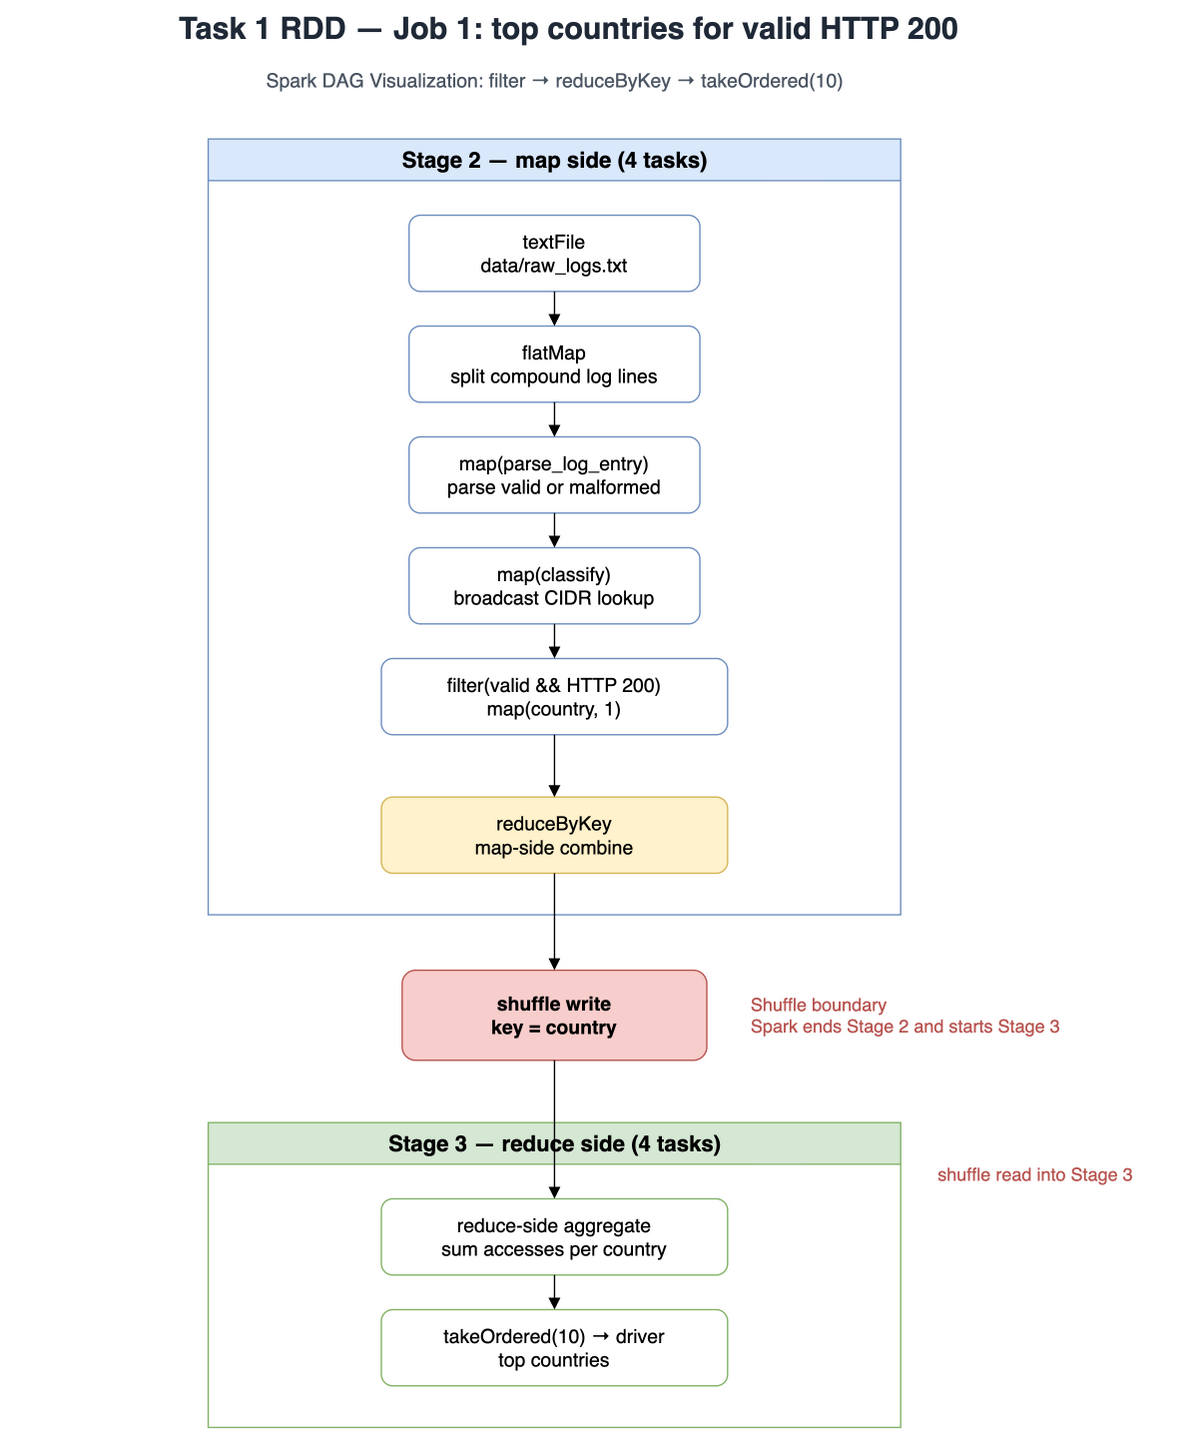 Task 1 RDD — Job 1: top countries for valid HTTP 200
Spark DAG Visualization: filter → reduceByKey → takeOrdered(10)
Stage 2 — map side (4 tasks)
textFile
data/raw_logs.txt
flatMap
split compound log lines
map(parse_log_entry)
parse valid or malformed
map(classify)
broadcast CIDR lookup
filter(valid && HTTP 200)
map(country, 1)
reduceByKey
map-side combine
shuffle write
key = country
Shuffle boundary
Spark ends Stage 2 and starts Stage 3
Stage 3 — reduce side (4 tasks)
shuffle read into Stage 3
reduce-side aggregate
sum accesses per country
takeOrdered(10) → driver
top countries